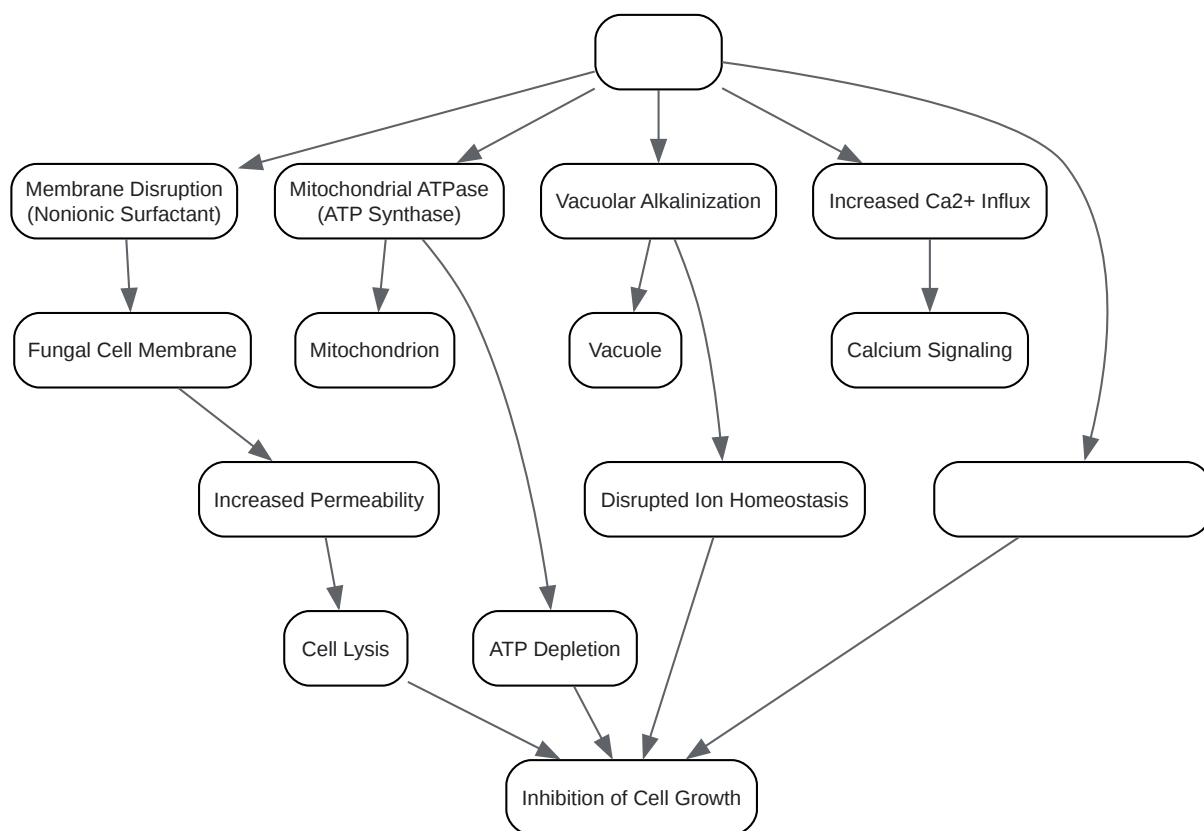 Membrane Disruption
(Nonionic Surfactant)
Mitochondrial ATPase
(ATP Synthase)
Vacuolar Alkalinization
Increased Ca2+ Influx
Fungal Cell Membrane
Mitochondrion
Vacuole
Calcium Signaling
Increased Permeability
Disrupted Ion Homeostasis
Cell Lysis
ATP Depletion
Inhibition of Cell Growth